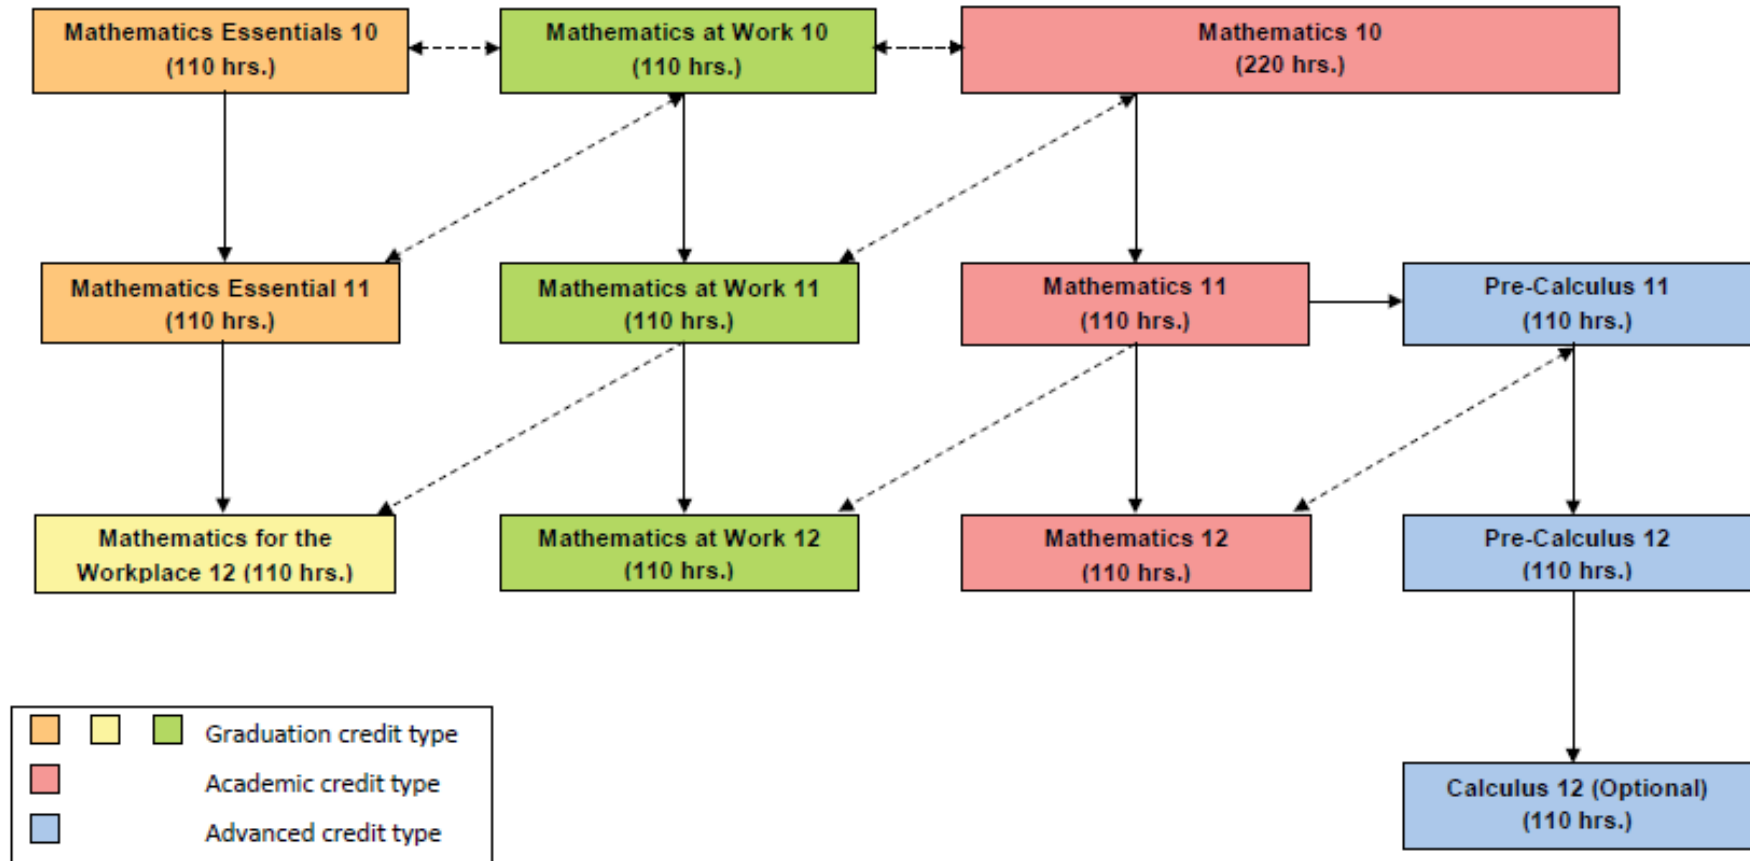 Mathematics Essentials 10
(110 hrs.)
Mathematics at Work 10
(110 hrs.)
Mathematics 10
(220 hrs.)
Mathematics Essential 11
(110 hrs.)
Mathematics at Work 11
(110 hrs.)
Mathematics 11
(110 hrs.)
Pre-Calculus 11
(110 hrs.)
Mathematics for the
Workplace 12 (110 hrs.)
Mathematics at Work 12
(110 hrs.)
Mathematics 12
(110 hrs.)
Pre-Calculus 12
(110 hrs.)
Calculus 12 (Optional)
(110 hrs.)
Graduation credit type
Academic credit type
Advanced credit type